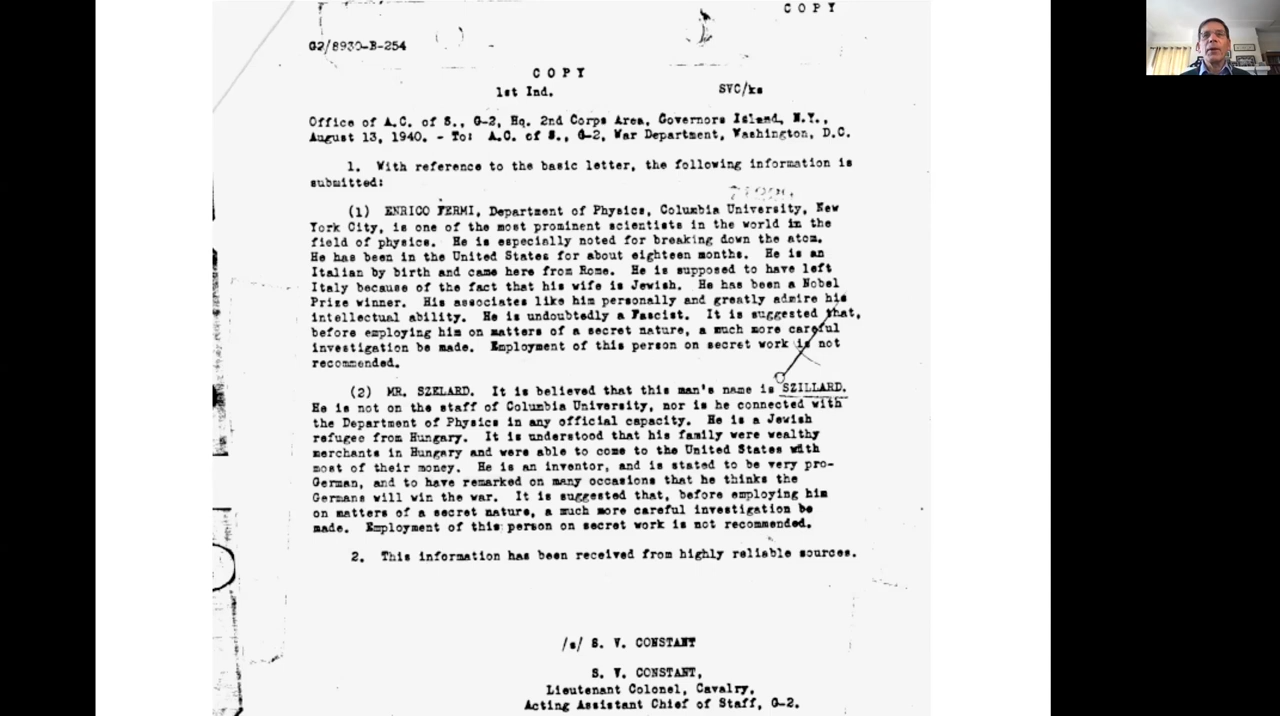 COPY
G2/8930-B-254
COPY
1st Ind. SVC/ks
Office of A.C. of S., G-2, Hq. 2nd Corps Area, Governors Island, N.Y.,
August 13, 1940. - To: A.C. of S., G-2, War Department, Washington, D.C.
1. With reference to the basic letter, the following information is
submitted:
(1) ENRICO FERMI, Department of Physics, Columbia University, New
York City, is one of the most prominent scientists in the world in the
field of physics. He is especially noted for breaking down the atom.
He has been in the United States for about eighteen months. He is an
Italian by birth and came here from Rome. He is supposed to have left
Italy because of the fact that his wife is Jewish. He has been a Nobel
Prize winner. His associates like him personally and greatly admire his
intellectual ability. He is undoubtedly a Fascist. It is suggested that,
before employing him on matters of a secret nature, a much more careful
investigation be made. Employment of this person on secret work is not
recommended.
(2) MR. SZELARD. It is believed that this man's name is SZILLARD.
He is not on the staff of Columbia University, nor is he connected with
the Department of Physics in any official capacity. He is a Jewish
refugee from Hungary. It is understood that his family were wealthy
merchants in Hungary and were able to come to the United States with
most of their money. He is an inventor, and is stated to be very pro-
German, and to have remarked on many occasions that he thinks the
Germans will win the war. It is suggested that, before employing him
on matters of a secret nature, a much more careful investigation be
made. Employment of this person on secret work is not recommended.
2. This information has been received from highly reliable sources.
/s/ S. V. CONSTANT
S. V. CONSTANT,
Lieutenant Colonel, Cavalry,
Acting Assistant Chief of Staff, G-2.